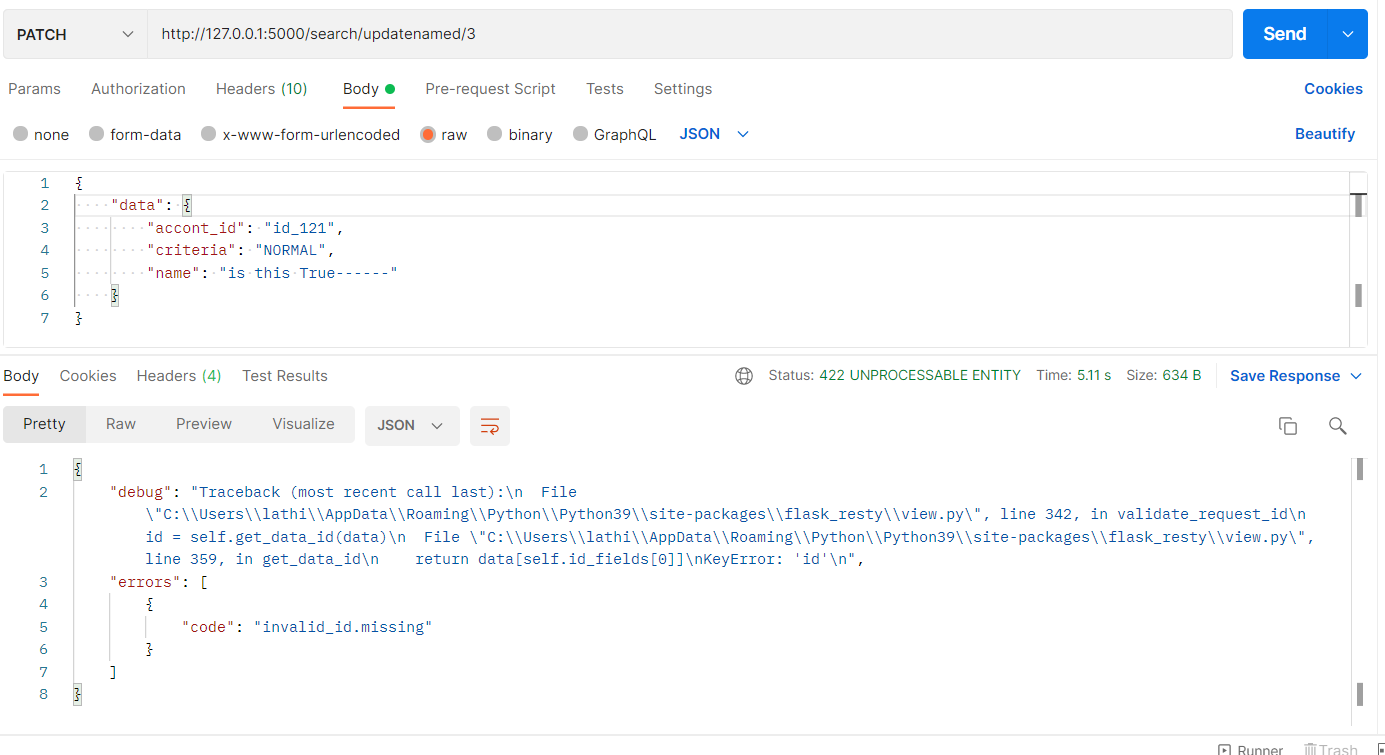 PATCH http://127.0.0.1:5000/search/updatenamed/3 Send
Params Authorization Headers (10) Body Pre-request Script Tests Settings Cookies
none form-data x-www-form-urlencoded raw binary GraphQL JSON Beautify
1 {
2 "data": {
3 "accont_id": "id_121",
4 "criteria": "NORMAL",
5 "name": "is this True------"
6 }
7 }
Body Cookies Headers (4) Test Results Status: 422 UNPROCESSABLE ENTITY Time: 5.11 s Size: 634 B Save Response
Pretty Raw Preview Visualize JSON
1 {
2 "debug": "Traceback (most recent call last):\n  File
\"C:\\Users\\lathi\\AppData\\Roaming\\Python\\Python39\\site-packages\\flask_resty\\view.py\", line 342, in validate_request_id\n
id = self.get_data_id(data)\n  File \"C:\\Users\\lathi\\AppData\\Roaming\\Python\\Python39\\site-packages\\flask_resty\\view.py\",
line 359, in get_data_id\n    return data[self.id_fields[0]]\nKeyError: 'id'\n",
3 "errors": [
4 {
5 "code": "invalid_id.missing"
6 }
7 ]
8 }
Runner Trash